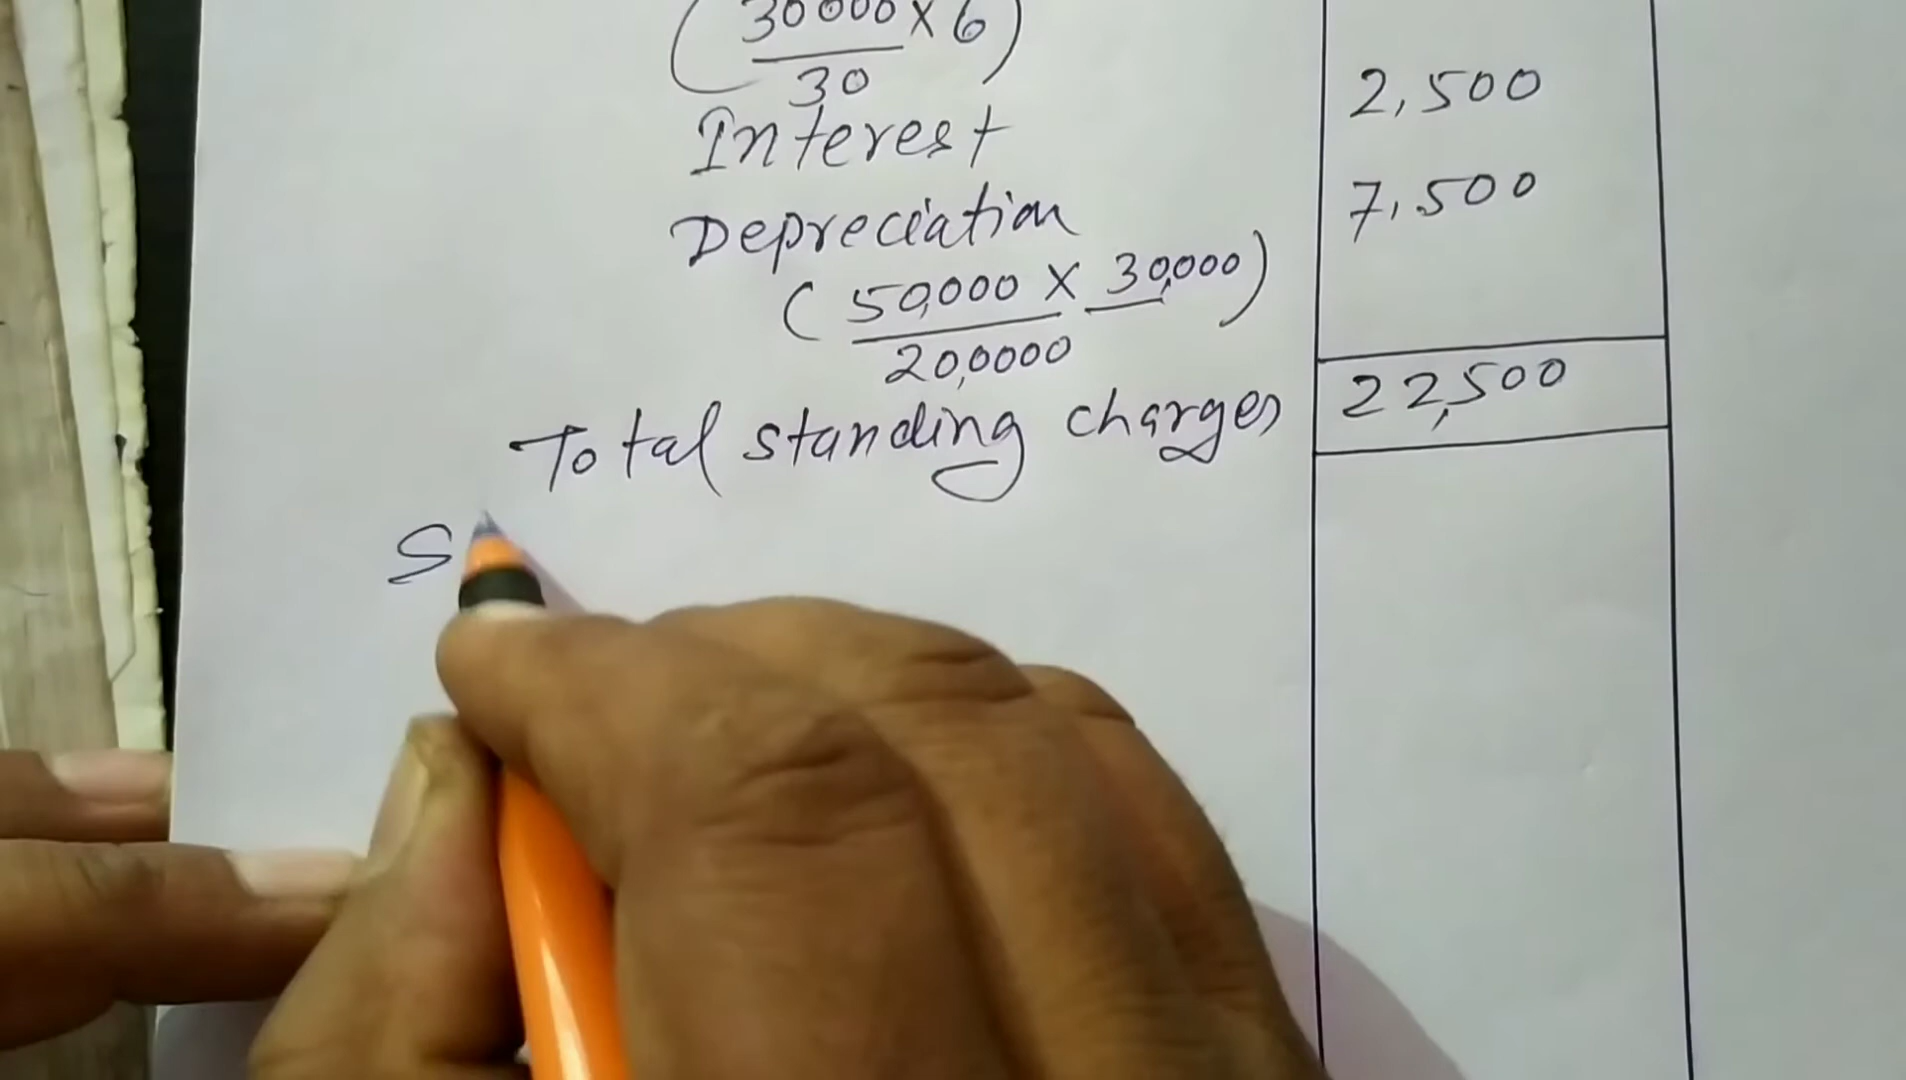 (30000 X 6)
30
2,500
Interest
7,500
Depreciation
(50,000 X 30,000)
20,0000
Total standing charges 22,500
S